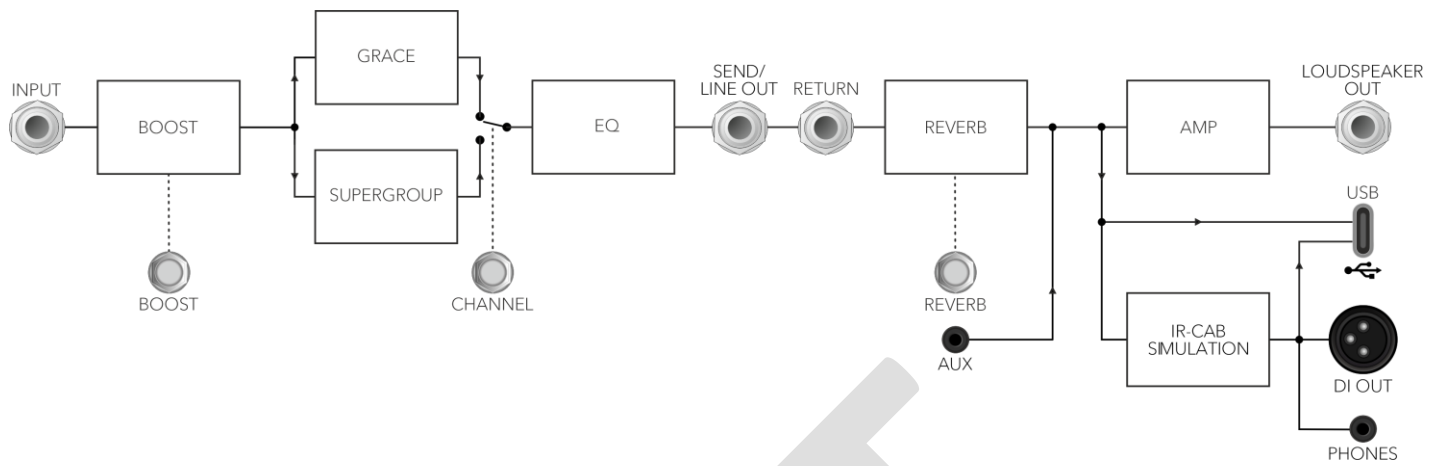 INPUT
BOOST
BOOST
GRACE
SUPERGROUP
CHANNEL
EQ
SEND/
LINE OUT
RETURN
REVERB
REVERB
AUX
AMP
LOUDSPEAKER
OUT
USB
IR-CAB
SIMULATION
DI OUT
PHONES